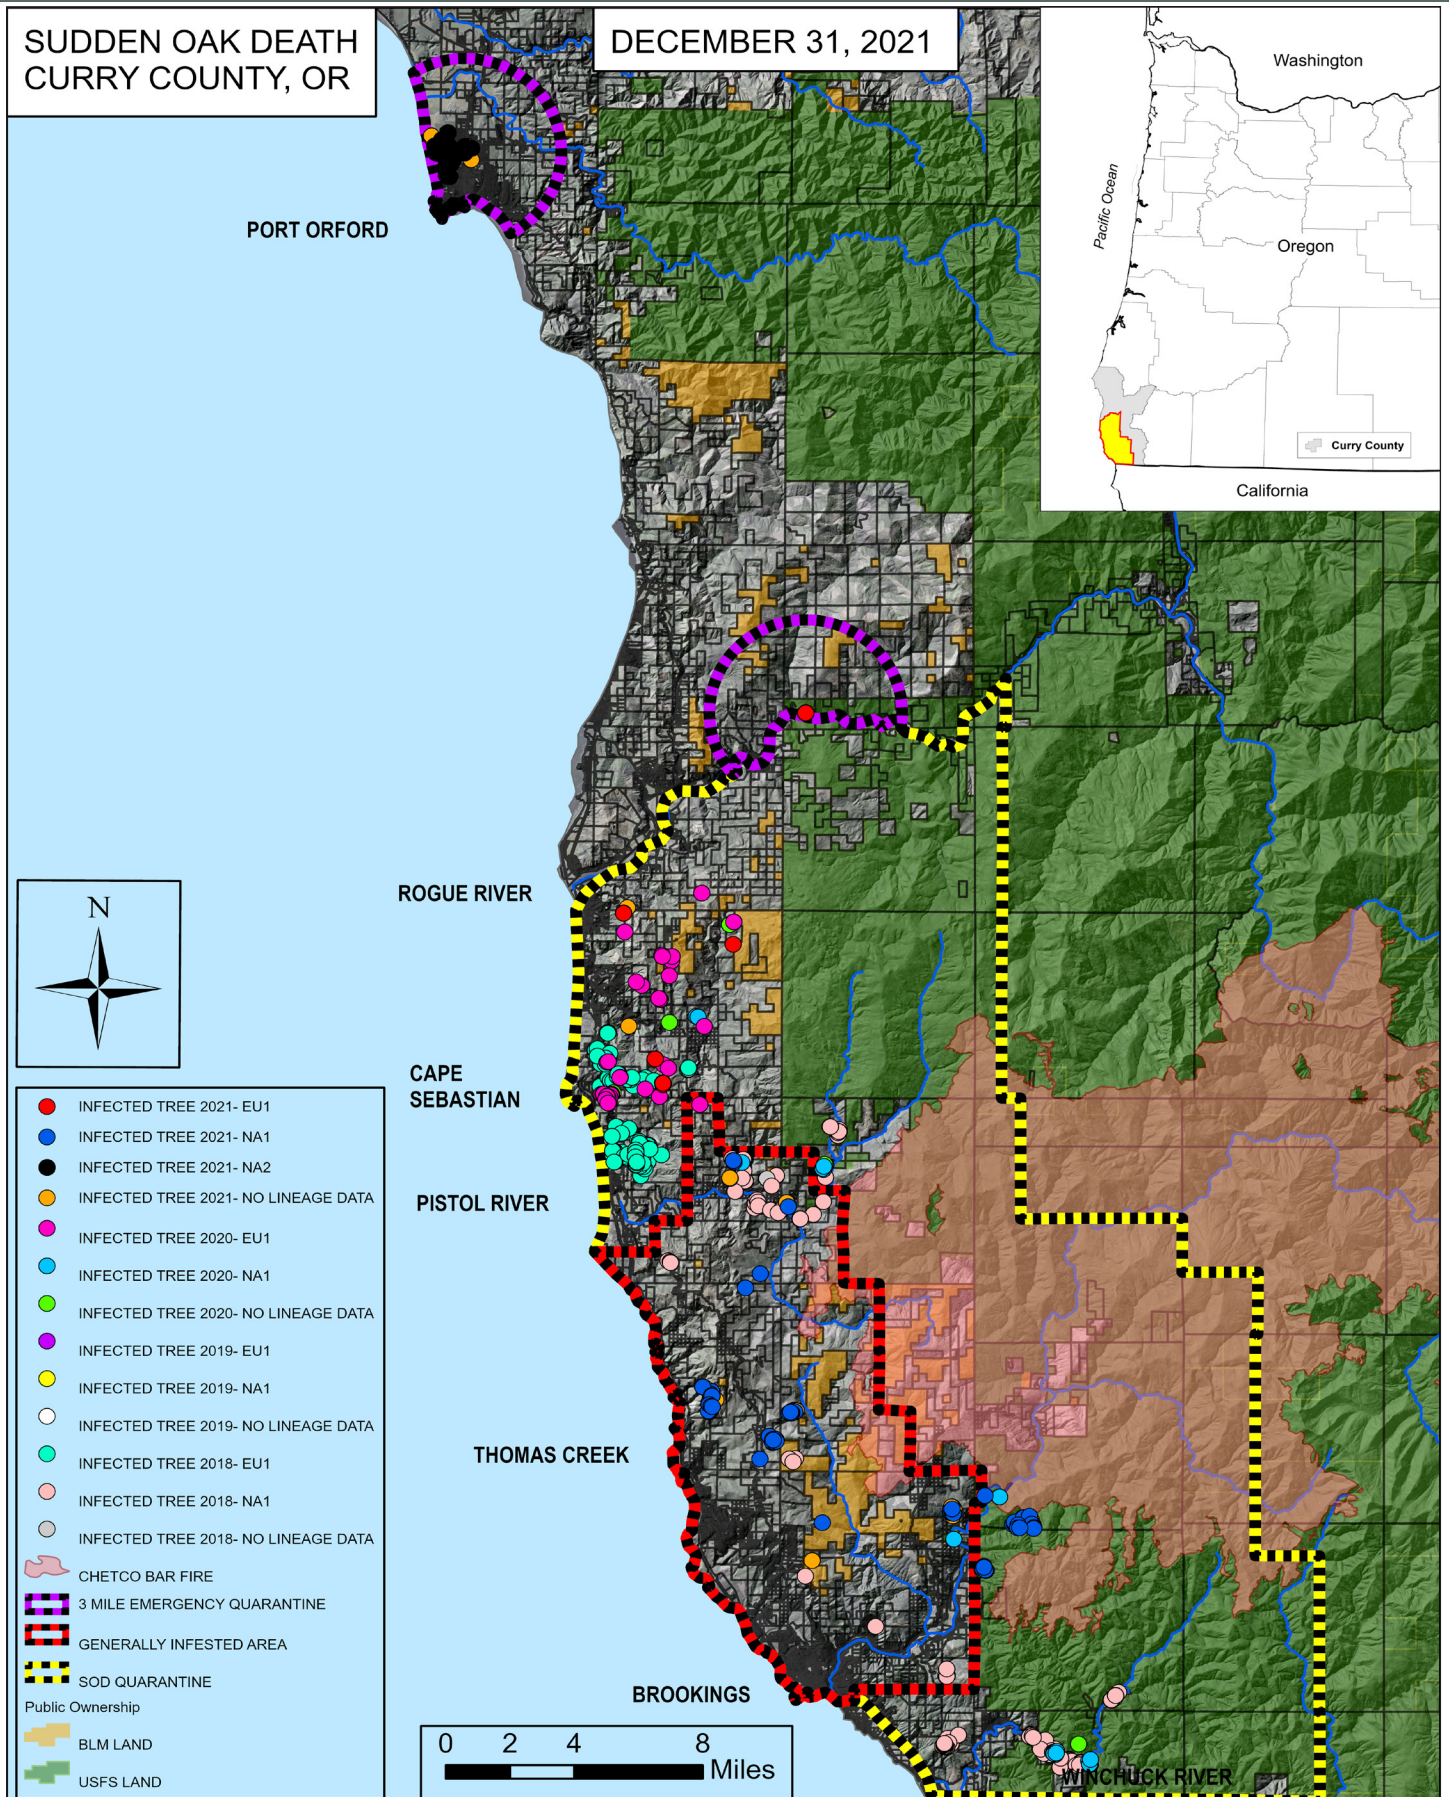 SUDDEN OAK DEATH
CURRY COUNTY, OR
DECEMBER 31, 2021
Washington
Pacific Ocean
Oregon
Curry County
California
PORT ORFORD
ROGUE RIVER
CAPE
SEBASTIAN
PISTOL RIVER
THOMAS CREEK
BROOKINGS
WINCHUCK RIVER
N
INFECTED TREE 2021- EU1
INFECTED TREE 2021- NA1
INFECTED TREE 2021- NA2
INFECTED TREE 2021- NO LINEAGE DATA
INFECTED TREE 2020- EU1
INFECTED TREE 2020- NA1
INFECTED TREE 2020- NO LINEAGE DATA
INFECTED TREE 2019- EU1
INFECTED TREE 2019- NA1
INFECTED TREE 2019- NO LINEAGE DATA
INFECTED TREE 2018- EU1
INFECTED TREE 2018- NA1
INFECTED TREE 2018- NO LINEAGE DATA
CHETCO BAR FIRE
3 MILE EMERGENCY QUARANTINE
GENERALLY INFESTED AREA
SOD QUARANTINE
Public Ownership
BLM LAND
USFS LAND
0 2 4 8
Miles